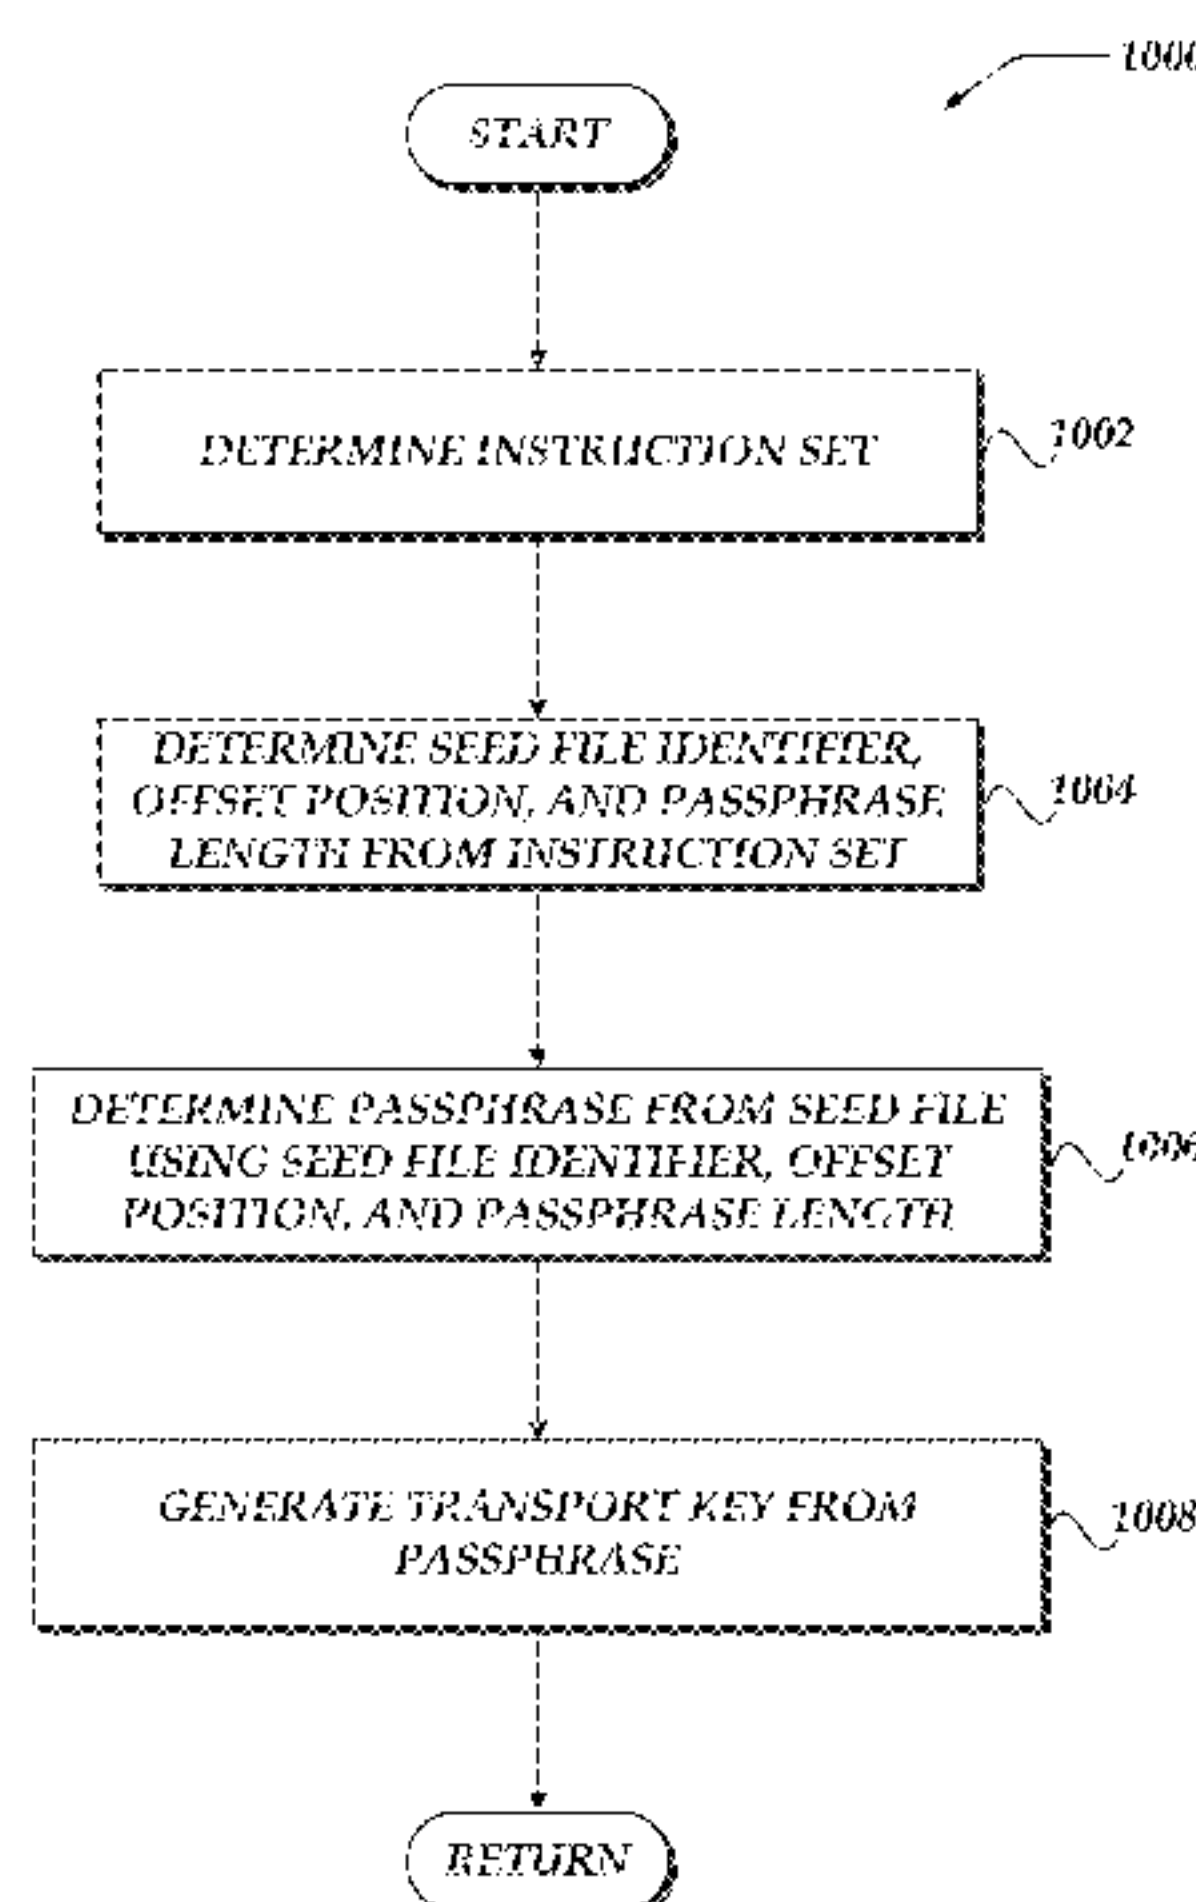 1000
START
DETERMINE INSTRUCTION SET
1002
DETERMINE SEED FILE IDENTIFIER,
OFFSET POSITION, AND PASSPHRASE
LENGTH FROM INSTRUCTION SET
1004
DETERMINE PASSPHRASE FROM SEED FILE
USING SEED FILE IDENTIFIER, OFFSET
POSITION, AND PASSPHRASE LENGTH
1006
GENERATE TRANSPORT KEY FROM
PASSPHRASE
1008
RETURN